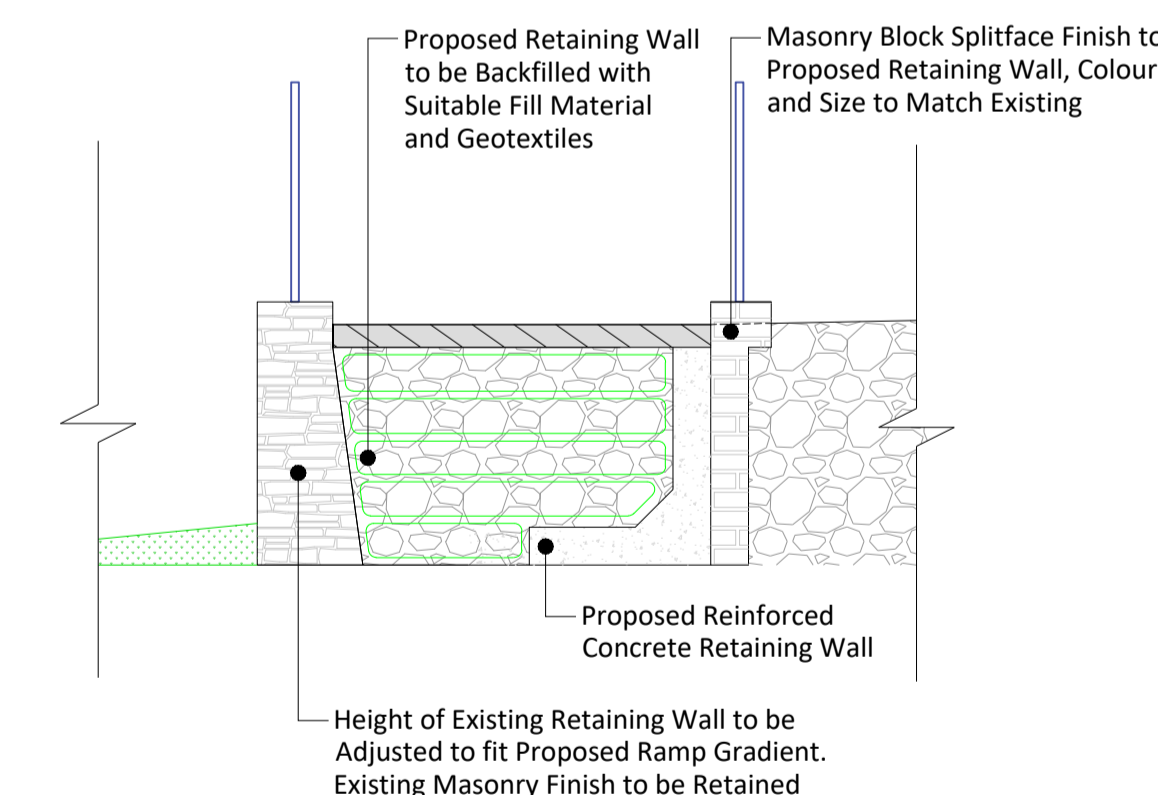 Proposed Retaining Wall
to be Backfilled with
Suitable Fill Material
and Geotextiles
Masonry Block Splitface Finish to
Proposed Retaining Wall, Colour
and Size to Match Existing
Proposed Reinforced
Concrete Retaining Wall
Height of Existing Retaining Wall to be
Adjusted to fit Proposed Ramp Gradient.
Existing Masonry Finish to be Retained